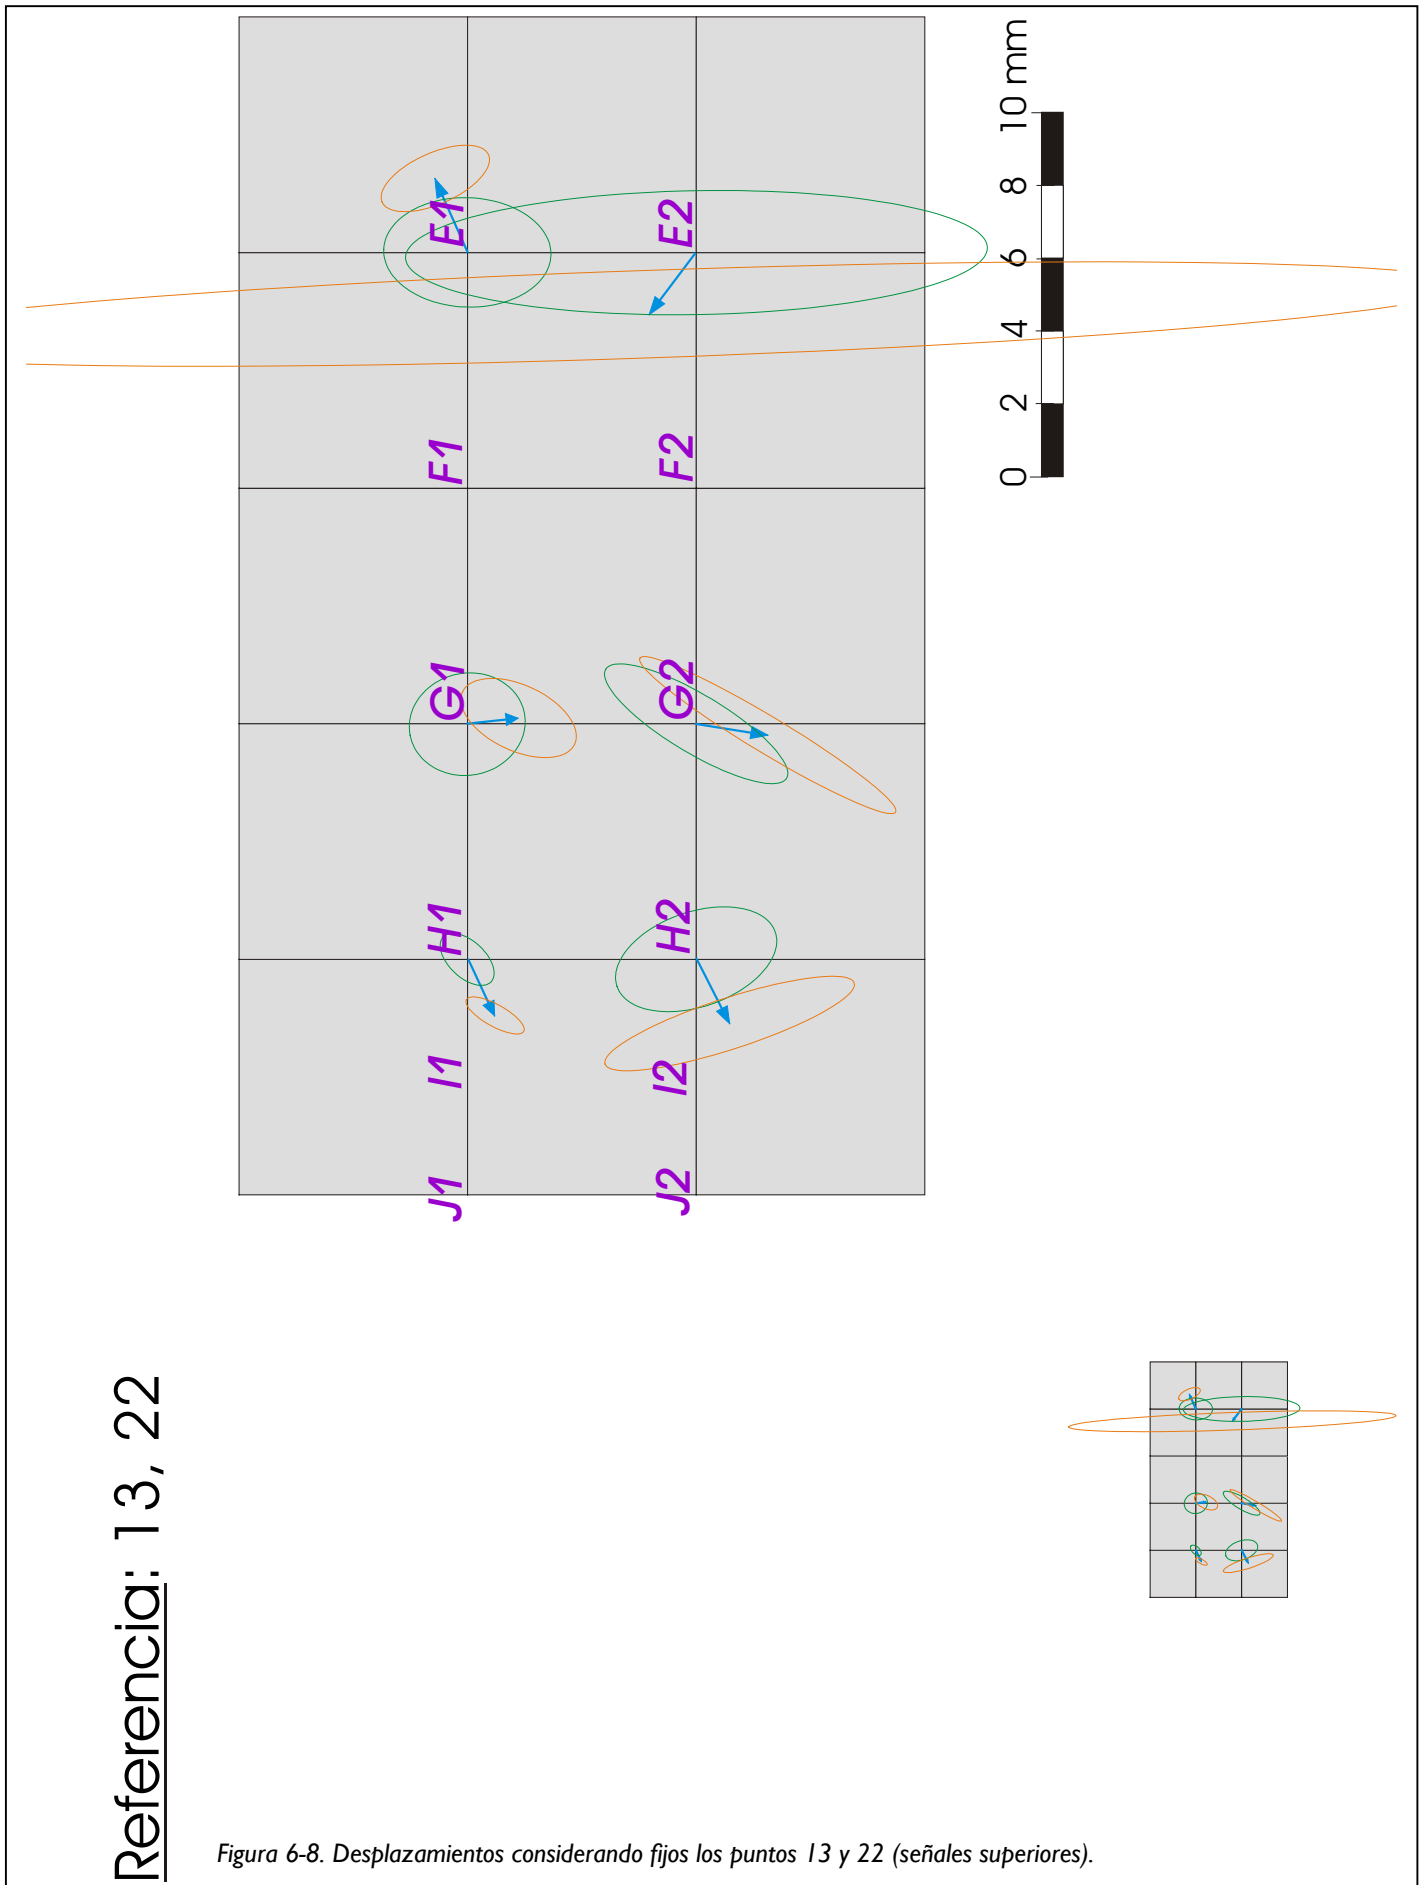 Referencia: 13, 22
J1
I1
H1
G1
F1
E1
J2
I2
H2
G2
F2
E2
0 2 4 6 8 10 mm
Figura 6-8. Desplazamientos considerando fijos los puntos 13 y 22 (señales superiores).